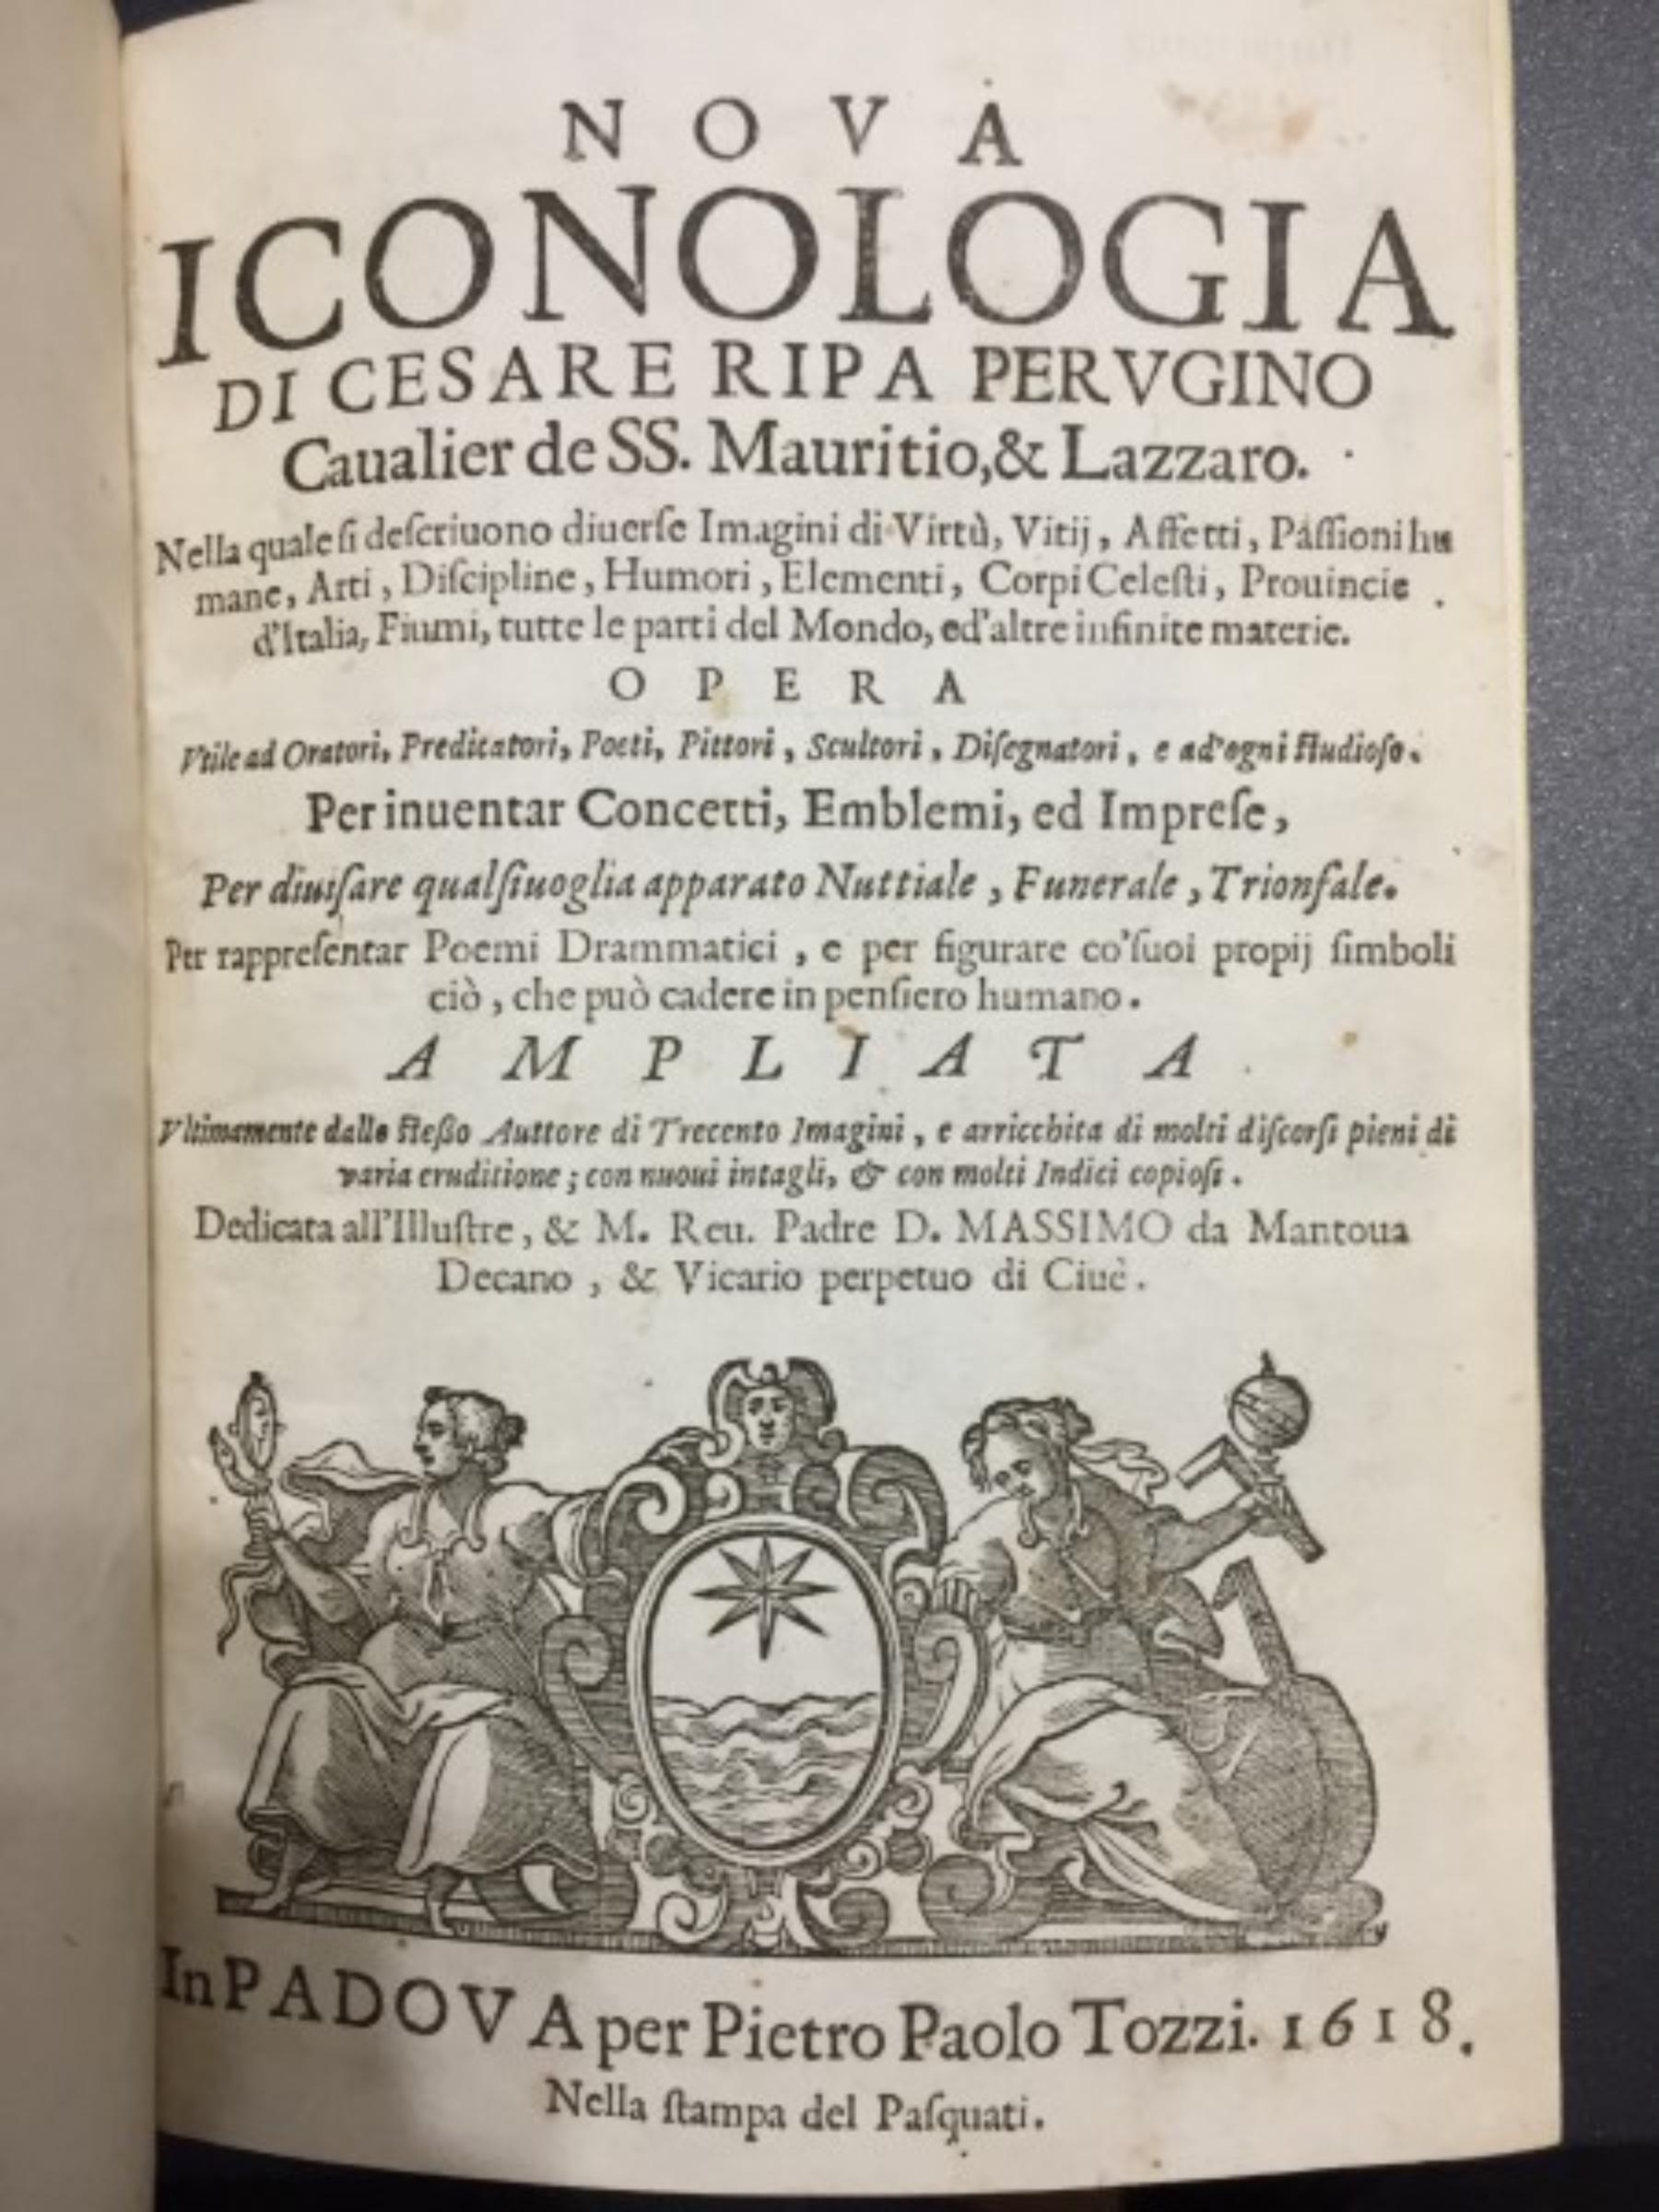 NOVA
ICONOLOGIA
DI CESARE RIPA PERVGINO
Caualier de SS. Mauritio, & Lazzaro.
Nella quale ſi deſcriuono diuerſe Imagini di Virtù, Vitij, Affetti, Paſſioni hu
mane, Arti, Diſcipline, Humori, Elementi, Corpi Celeſti, Prouincie
d'Italia, Fiumi, tutte le parti del Mondo, ed'altre infinite materie.
OPERA
Vtile ad Oratori, Predicatori, Poeti, Pittori, Scultori, Diſegnatori, e ad'ogni ſtudioſo.
Per inuentar Concetti, Emblemi, ed Impreſe,
Per diuiſare qualſiuoglia apparato Nuttiale, Funerale, Trionfale.
Per rappreſentar Poemi Drammatici, e per figurare co'ſuoi propij ſimboli
ciò, che può cadere in penſiero humano.
AMPLIATA
Vltimamente dallo ſteßo Auttore di Trecento Imagini, e arricchita di molti diſcorſi pieni di
varia eruditione; con nuoui intagli, & con molti Indici copioſi.
Dedicata all'Illuſtre, & M. Reu. Padre D. MASSIMO da Mantoua
Decano, & Vicario perpetuo di Ciuè.
In PADOVA per Pietro Paolo Tozzi. 1618.
Nella ſtampa del Paſquati.